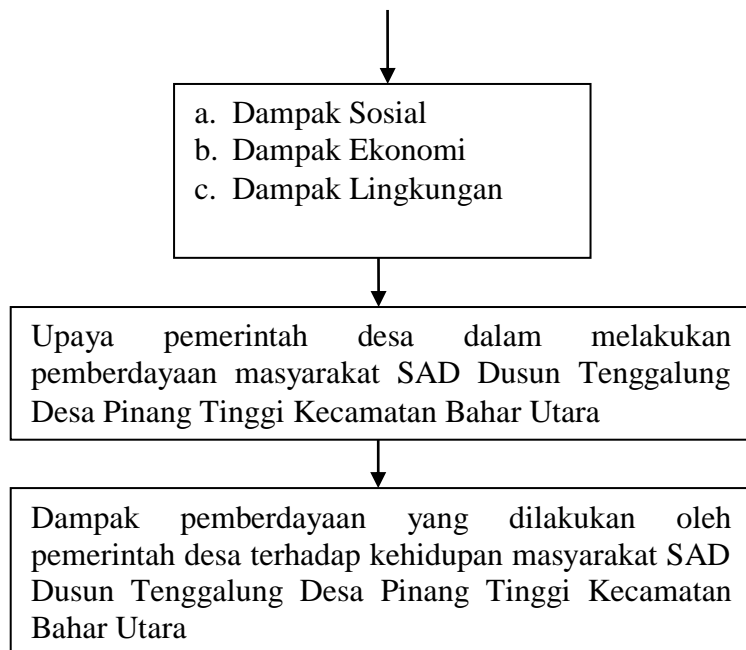 a. Dampak Sosial
b. Dampak Ekonomi
c. Dampak Lingkungan
Upaya pemerintah desa dalam melakukan
pemberdayaan masyarakat SAD Dusun Tenggalung
Desa Pinang Tinggi Kecamatan Bahar Utara
Dampak pemberdayaan yang dilakukan oleh
pemerintah desa terhadap kehidupan masyarakat SAD
Dusun Tenggalung Desa Pinang Tinggi Kecamatan
Bahar Utara